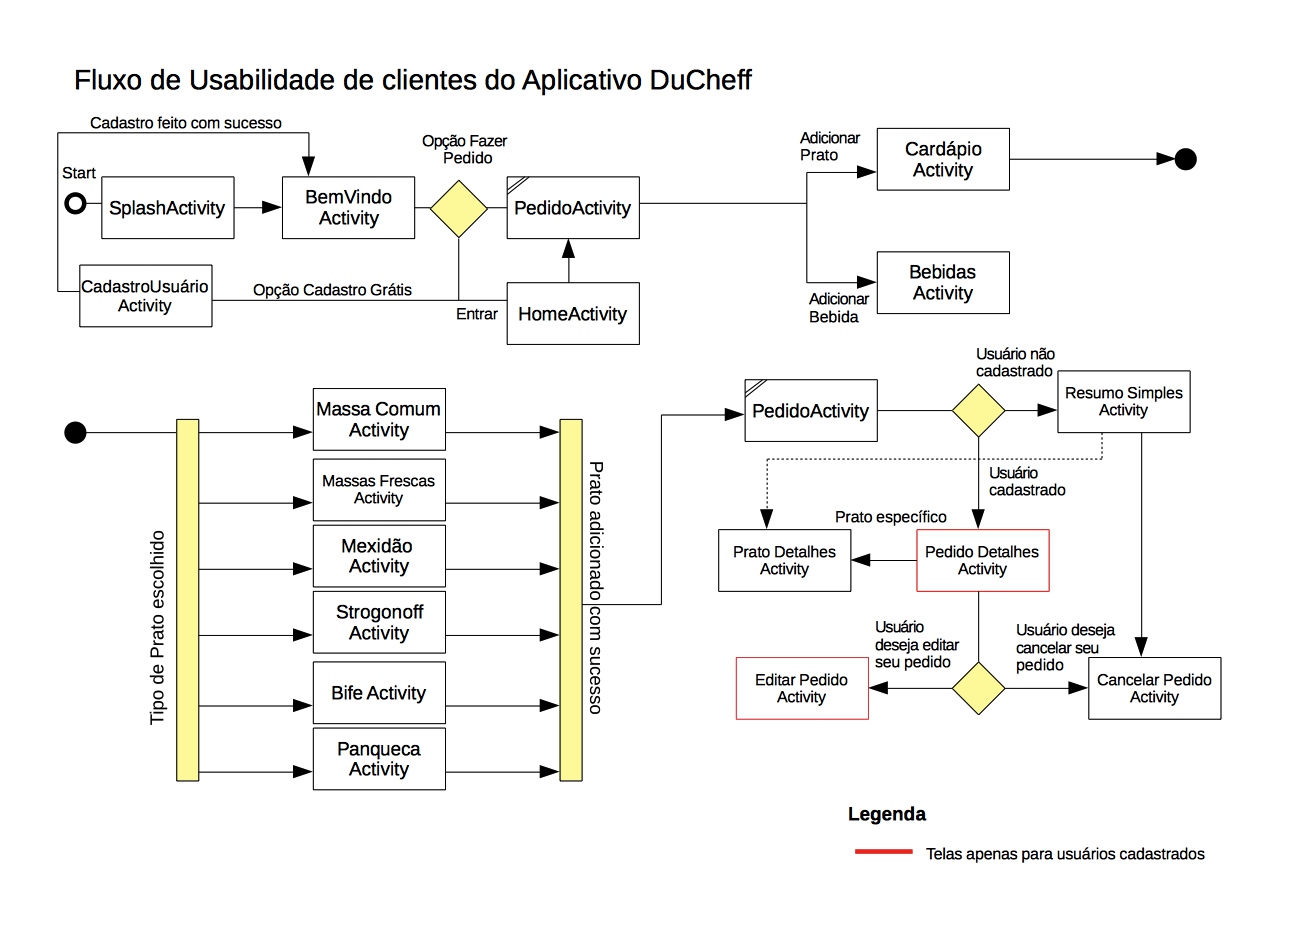 Fluxo de Usabilidade de clientes do Aplicativo DuCheff
Cadastro feito com sucesso
Opção Fazer
Pedido
Adicionar
Prato
Cardápio
Activity
Start
SplashActivity
BemVindo
Activity
PedidoActivity
CadastroUsuário
Activity
Opção Cadastro Grátis
Entrar
HomeActivity
Bebidas
Activity
Adicionar
Bebida
Tipo de Prato escolhido
Massa Comum
Activity
Massas Frescas
Activity
Mexidão
Activity
Strogonoff
Activity
Bife Activity
Panqueca
Activity
Prato adicionado com sucesso
PedidoActivity
Usuário não
cadastrado
Resumo Simples
Activity
Usuário
cadastrado
Prato específico
Prato Detalhes
Activity
Pedido Detalhes
Activity
Usuário
deseja editar
seu pedido
Usuário deseja
cancelar seu
pedido
Editar Pedido
Activity
Cancelar Pedido
Activity
Legenda
Telas apenas para usuários cadastrados